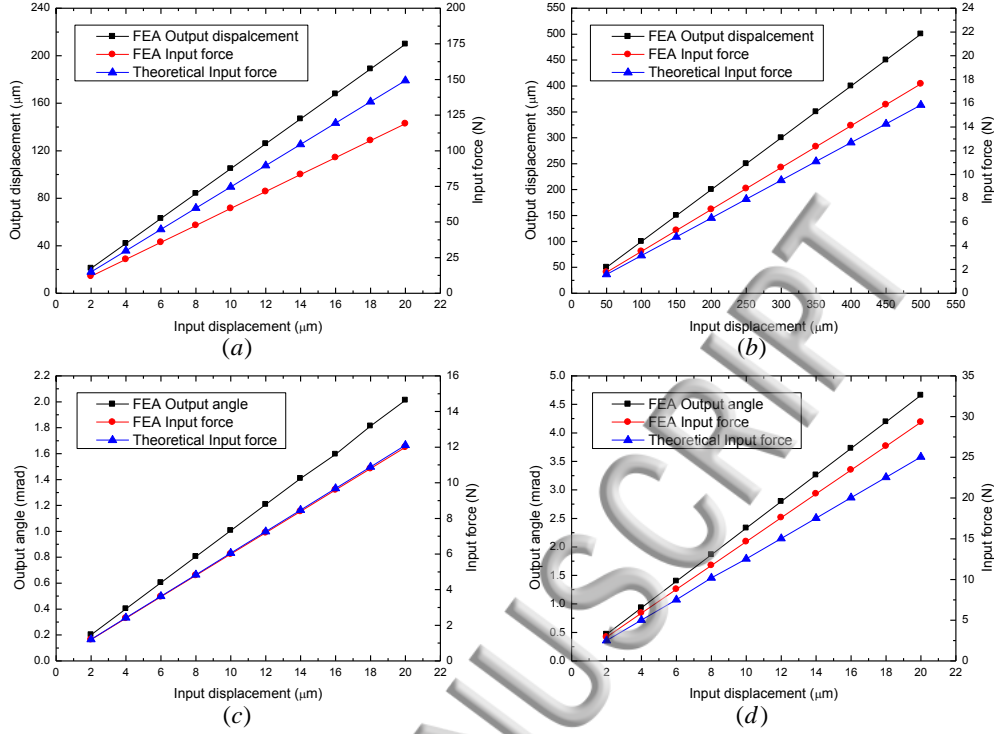 FEA Output dispalcement
FEA Input force
Theoretical Input force
Output displacement (μm)
0 40 80 120 160 200 240
Input force (N)
0 25 50 75 100 125 150 175 200
0 2 4 6 8 10 12 14 16 18 20 22
Input displacement (μm)
(a)
FEA Output dispalcement
FEA Input force
Theoretical Input force
Output displacement (μm)
0 50 100 150 200 250 300 350 400 450 500 550
Input force (N)
0 2 4 6 8 10 12 14 16 18 20 22 24
0 50 100 150 200 250 300 350 400 450 500 550
Input displacement (μm)
(b)
FEA Output angle
FEA Input force
Theoretical Input force
Output angle (mrad)
0.0 0.2 0.4 0.6 0.8 1.0 1.2 1.4 1.6 1.8 2.0 2.2
Input force (N)
0 2 4 6 8 10 12 14 16
0 2 4 6 8 10 12 14 16 18 20 22
Input displacement (μm)
(c)
FEA Output angle
FEA Input force
Theoretical Input force
Output angle (mrad)
0.0 0.5 1.0 1.5 2.0 2.5 3.0 3.5 4.0 4.5 5.0
Input force (N)
0 5 10 15 20 25 30 35
0 2 4 6 8 10 12 14 16 18 20 22
Input displacement (μm)
(d)
NUSCRIPT